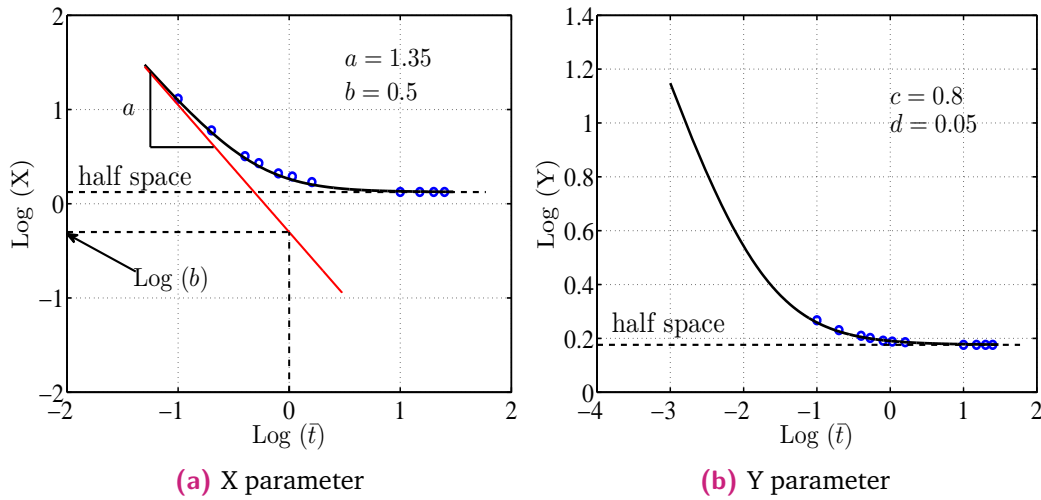 2
1
0
−1
−2
−2
−1
0
1
2
Log (X)
Log (t̄)
a = 1.35
b = 0.5
a
half space
Log (b)
(a) X parameter
1.4
1.2
1
0.8
0.6
0.4
0.2
0
−4
−3
−2
−1
0
1
2
Log (Y)
Log (t̄)
c = 0.8
d = 0.05
half space
(b) Y parameter